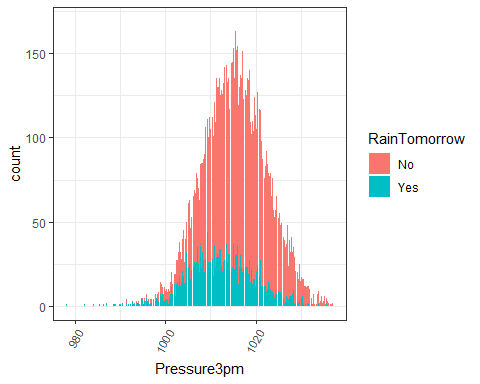 150
100
50
0
count
980
1000
1020
Pressure3pm
RainTomorrow
No
Yes